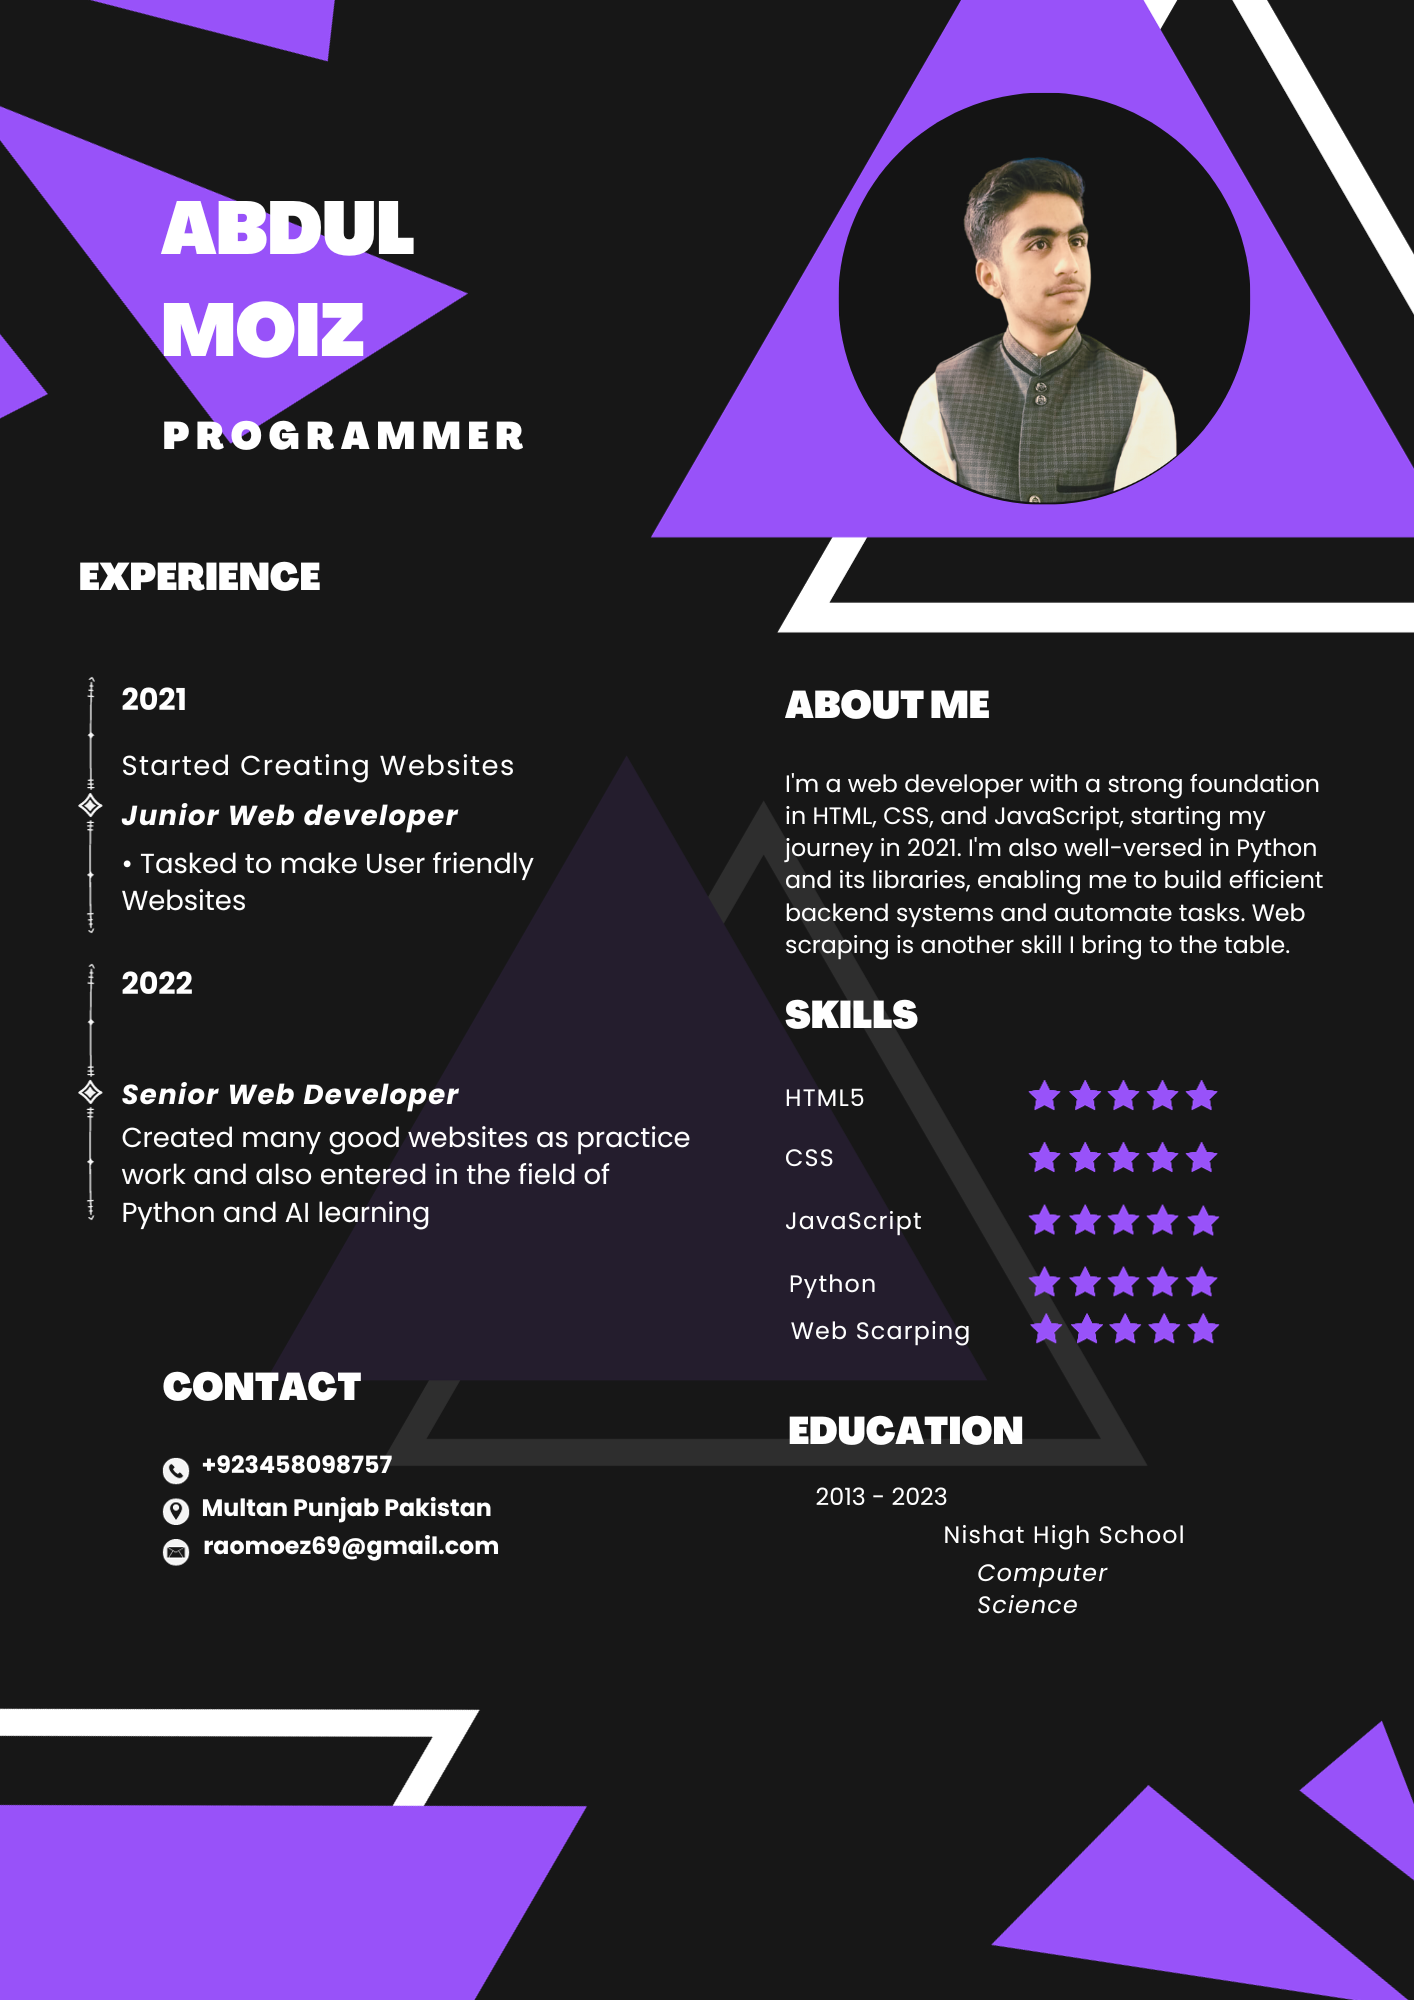 ABDUL
MOIZ
PROGRAMMER
EXPERIENCE
2021
Started Creating Websites
Junior Web developer
• Tasked to make User friendly
Websites
2022
Senior Web Developer
Created many good websites as practice
work and also entered in the field of
Python and AI learning
CONTACT
+923458098757
Multan Punjab Pakistan
raomoez69@gmail.com
ABOUT ME
I'm a web developer with a strong foundation
in HTML, CSS, and JavaScript, starting my
journey in 2021. I'm also well-versed in Python
and its libraries, enabling me to build efficient
backend systems and automate tasks. Web
scraping is another skill I bring to the table.
SKILLS
HTML5
CSS
JavaScript
Python
Web Scarping
EDUCATION
2013 - 2023
Nishat High School
Computer
Science